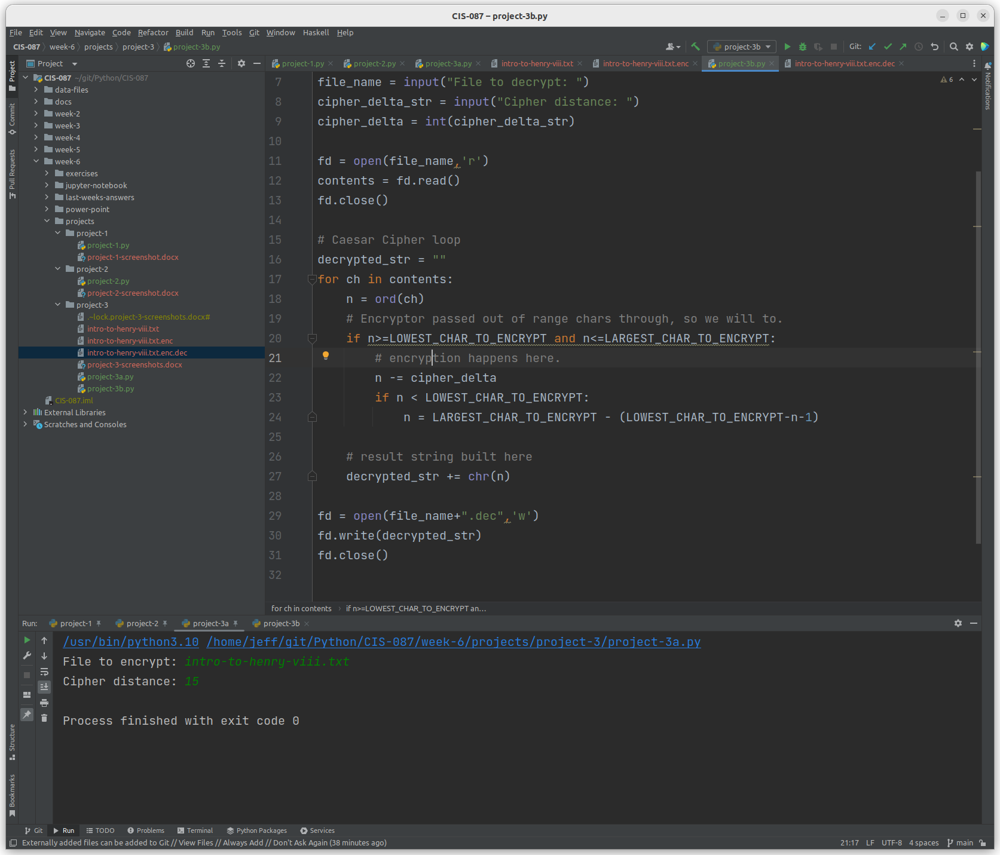 CIS-087 – project-3b.py
File Edit View Navigate Code Refactor Build Run Tools Git Window Haskell Help
CIS-087 week-6 projects project-3 project-3b.py
project-3b Git:
Project
project-1.py project-2.py project-3a.py intro-to-henry-viii.txt intro-to-henry-viii.txt.enc project-3b.py intro-to-henry-viii.txt.enc.dec
Project
Commit
Pull Requests
Structure
Bookmarks
Notifications
CIS-087 ~/git/Python/CIS-087
data-files
docs
week-2
week-3
week-4
week-5
week-6
exercises
jupyter-notebook
last-weeks-answers
power-point
projects
project-1
project-1.py
project-1-screenshot.docx
project-2
project-2.py
project-2-screenshot.docx
project-3
.~lock.project-3-screenshots.docx#
intro-to-henry-viii.txt
intro-to-henry-viii.txt.enc
intro-to-henry-viii.txt.enc.dec
project-3-screenshots.docx
project-3a.py
project-3b.py
CIS-087.iml
External Libraries
Scratches and Consoles
6
7 file_name = input("File to decrypt: ")
8 cipher_delta_str = input("Cipher distance: ")
9 cipher_delta = int(cipher_delta_str)
10
11 fd = open(file_name,'r')
12 contents = fd.read()
13 fd.close()
14
15 # Caesar Cipher loop
16 decrypted_str = ""
17 for ch in contents:
18 n = ord(ch)
19 # Encryptor passed out of range chars through, so we will to.
20 if n>=LOWEST_CHAR_TO_ENCRYPT and n<=LARGEST_CHAR_TO_ENCRYPT:
21 # encryption happens here.
22 n -= cipher_delta
23 if n < LOWEST_CHAR_TO_ENCRYPT:
24 n = LARGEST_CHAR_TO_ENCRYPT - (LOWEST_CHAR_TO_ENCRYPT-n-1)
25
26 # result string built here
27 decrypted_str += chr(n)
28
29 fd = open(file_name+".dec",'w')
30 fd.write(decrypted_str)
31 fd.close()
32
for ch in contents if n>=LOWEST_CHAR_TO_ENCRYPT an...
Run: project-1 project-2 project-3a project-3b
/usr/bin/python3.10 /home/jeff/git/Python/CIS-087/week-6/projects/project-3/project-3a.py
File to encrypt: intro-to-henry-viii.txt
Cipher distance: 15
Process finished with exit code 0
Git Run TODO Problems Terminal Python Packages Services
Externally added files can be added to Git // View Files // Always Add // Don't Ask Again (38 minutes ago)
21:17 LF UTF-8 4 spaces main